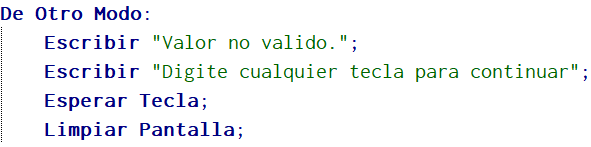 De Otro Modo:
Escribir "Valor no valido.";
Escribir "Digite cualquier tecla para continuar";
Esperar Tecla;
Limpiar Pantalla;